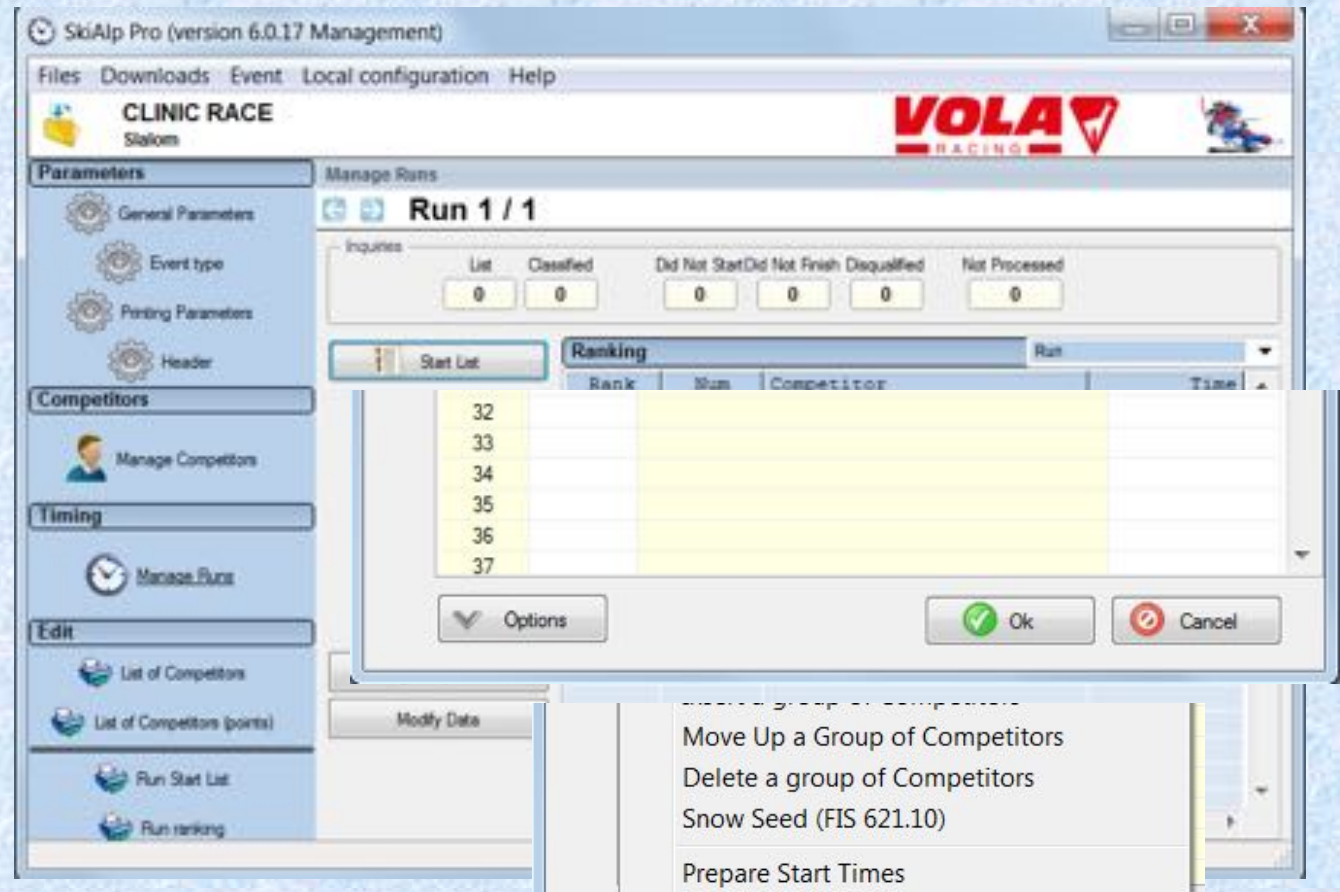 SkiAlp Pro (version 6.0.17 Management)
Files Downloads Event Local configuration Help
CLINIC RACE
Slalom
VOLA
RACING
Parameters
General Parameters
Event type
Printing Parameters
Header
Competitors
Manage Competitors
Timing
Manage Runs
Edit
List of Competitors
List of Competitors (points)
Run Start List
Run ranking
Manage Runs
Run 1 / 1
Inquiries
List Classified Did Not Start Did Not Finish Disqualified Not Processed
0 0 0 0 0 0
Start List
Ranking Run
Rank Num Competitor Time
32
33
34
35
36
37
Options Ok Cancel
Modify Data
a group of Competitors
Move Up a Group of Competitors
Delete a group of Competitors
Snow Seed (FIS 621.10)
Prepare Start Times